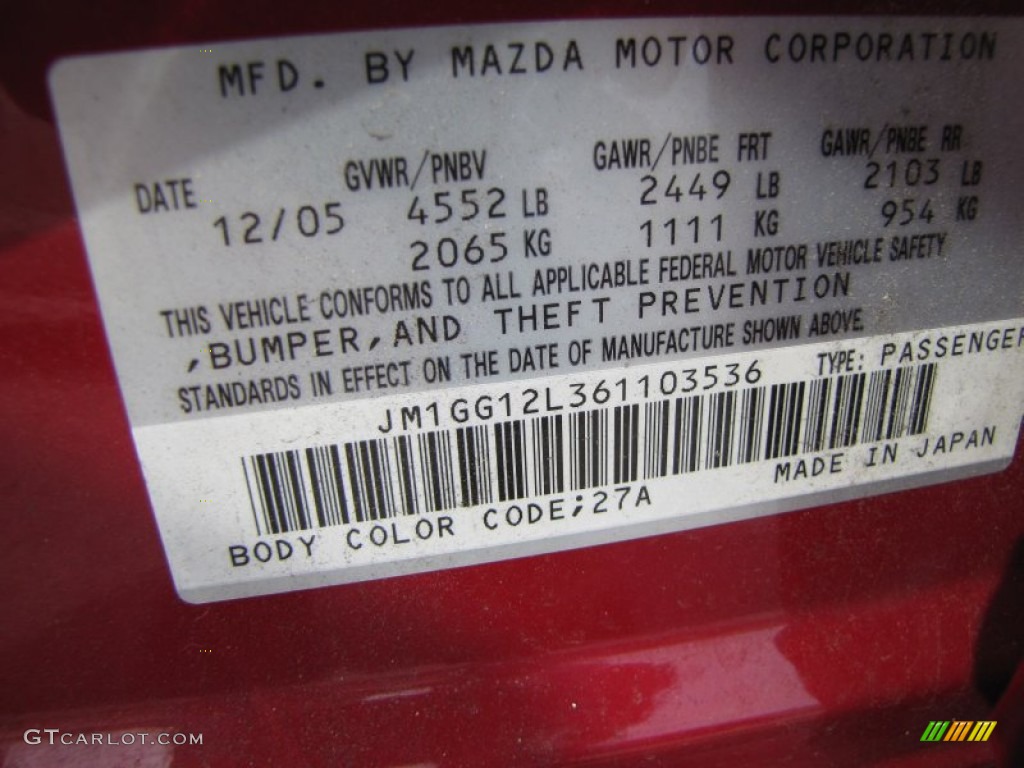 MFD. BY MAZDA MOTOR CORPORATION
DATE GVWR/PNBV GAWR/PNBE FRT GAWR/PNBE RR
12/05 4552 LB 2449 LB 2103 LB
2065 KG 1111 KG 954 KG
THIS VEHICLE CONFORMS TO ALL APPLICABLE FEDERAL MOTOR VEHICLE SAFETY
,BUMPER,AND THEFT PREVENTION
STANDARDS IN EFFECT ON THE DATE OF MANUFACTURE SHOWN ABOVE.
JM1GG12L361103536 TYPE: PASSENGER
BODY COLOR CODE;27A MADE IN JAPAN
GTCARLOT.COM